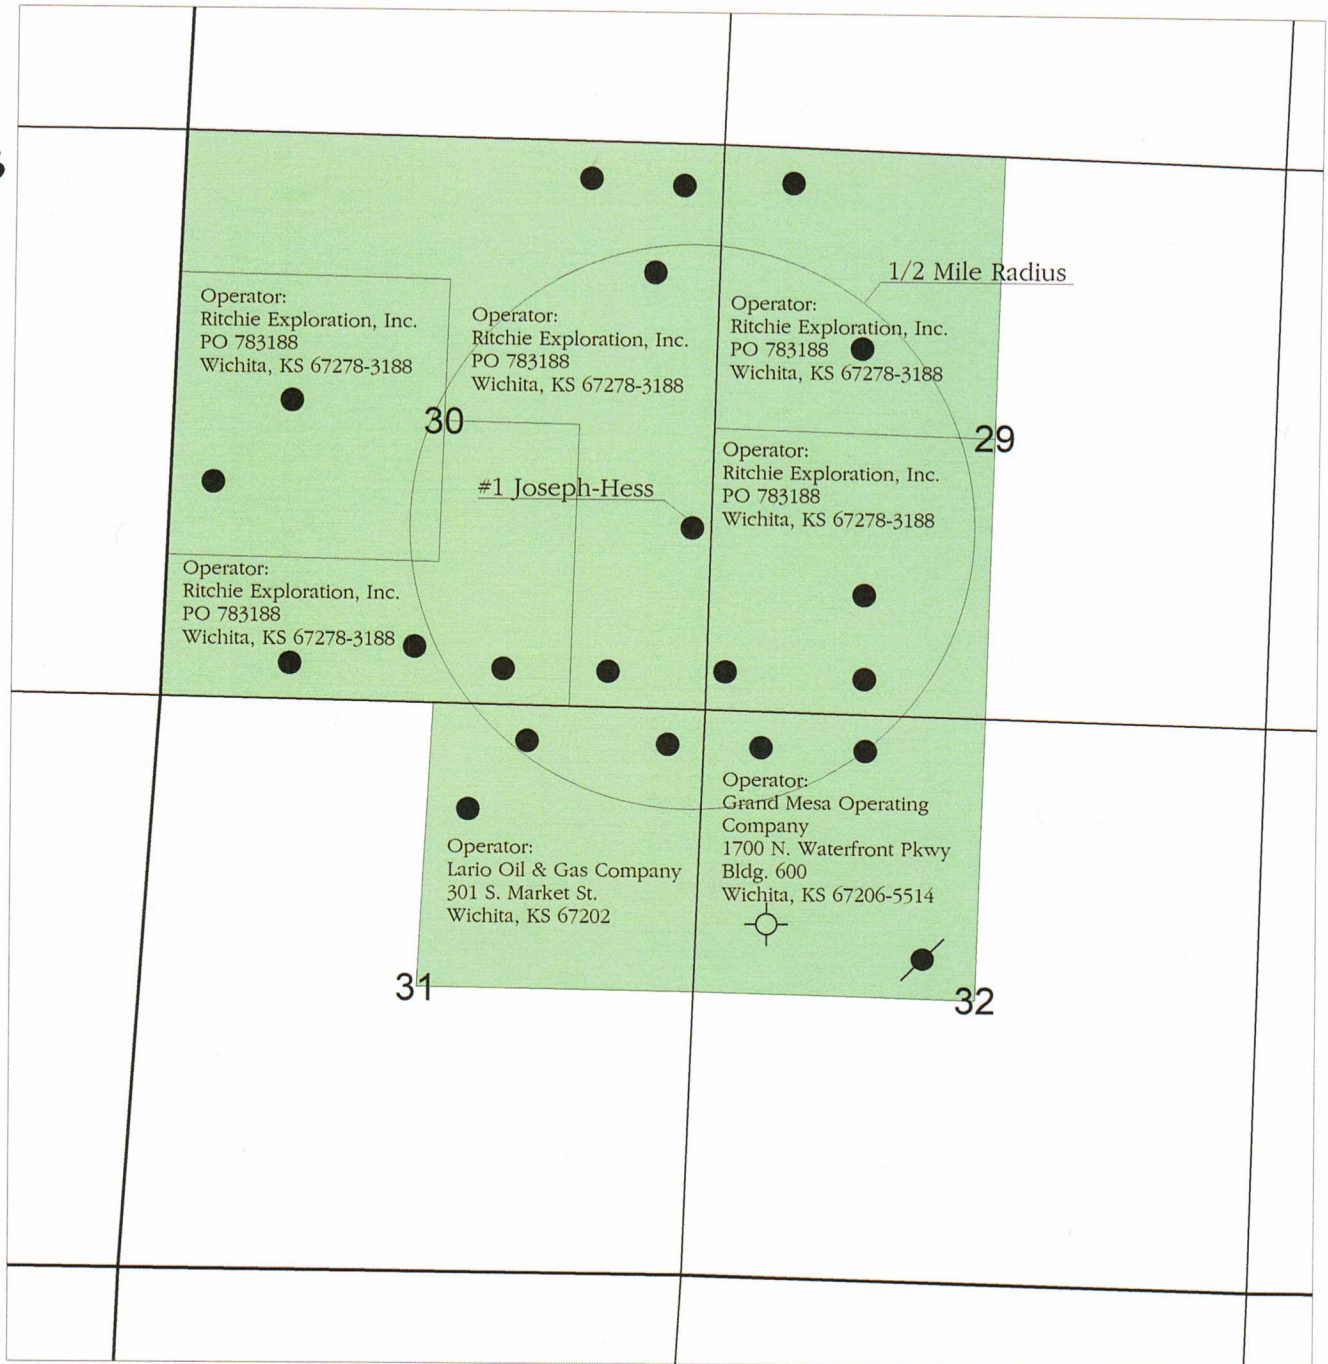 1/2 Mile Radius
Operator:
Ritchie Exploration, Inc.
PO 783188
Wichita, KS 67278-3188
Operator:
Ritchie Exploration, Inc.
PO 783188
Wichita, KS 67278-3188
Operator:
Ritchie Exploration, Inc.
PO 783188
Wichita, KS 67278-3188
30
29
#1 Joseph-Hess
Operator:
Ritchie Exploration, Inc.
PO 783188
Wichita, KS 67278-3188
Operator:
Ritchie Exploration, Inc.
PO 783188
Wichita, KS 67278-3188
Operator:
Lario Oil & Gas Company
301 S. Market St.
Wichita, KS 67202
Operator:
Grand Mesa Operating
Company
1700 N. Waterfront Pkwy
Bldg. 600
Wichita, KS 67206-5514
31
32